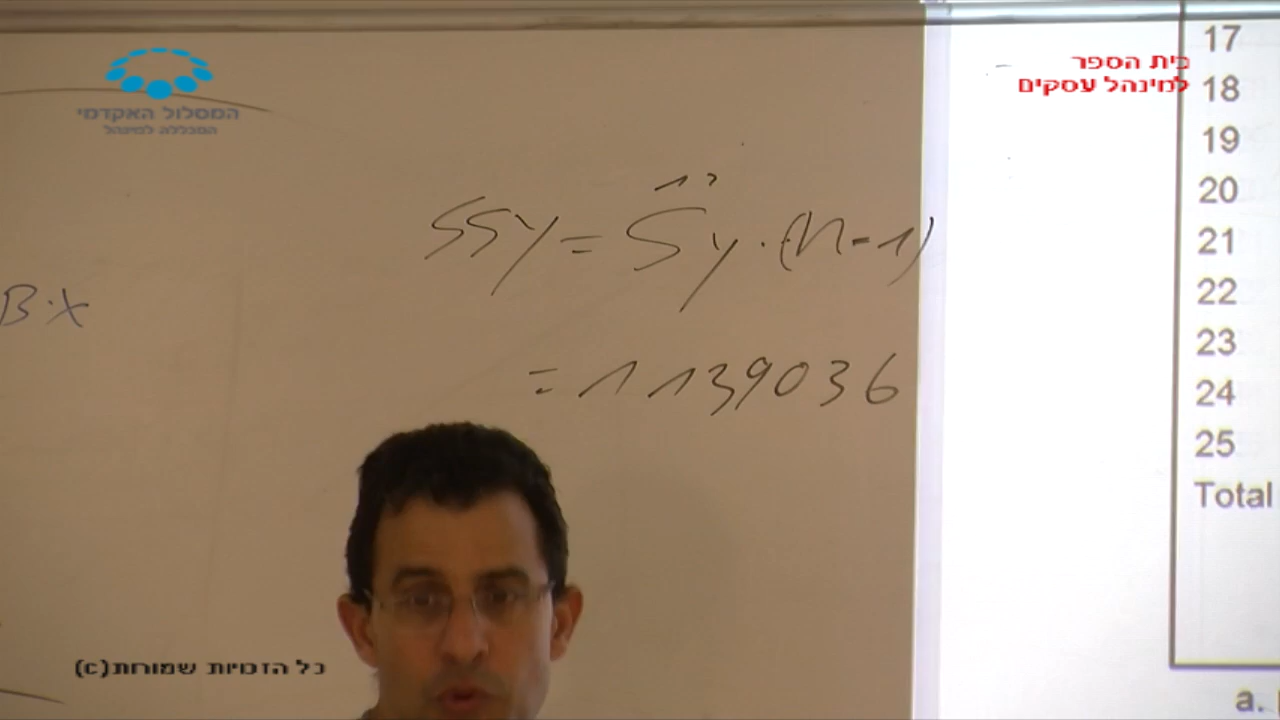 המסלול האקדמי
המכללה למינהל
בית הספר
למינהל עסקים
SSy = Ŝ²y · (n-1)
= 1139036
B·X
17
18
19
20
21
22
23
24
25
Total
a.
כל הזכויות שמורות(c)